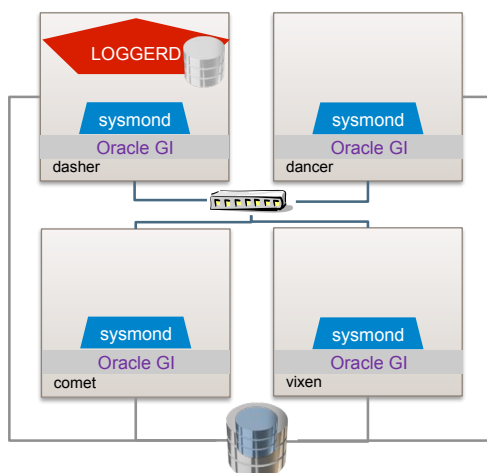 LOGGERD
sysmond
Oracle GI
dasher
sysmond
Oracle GI
dancer
sysmond
Oracle GI
comet
sysmond
Oracle GI
vixen